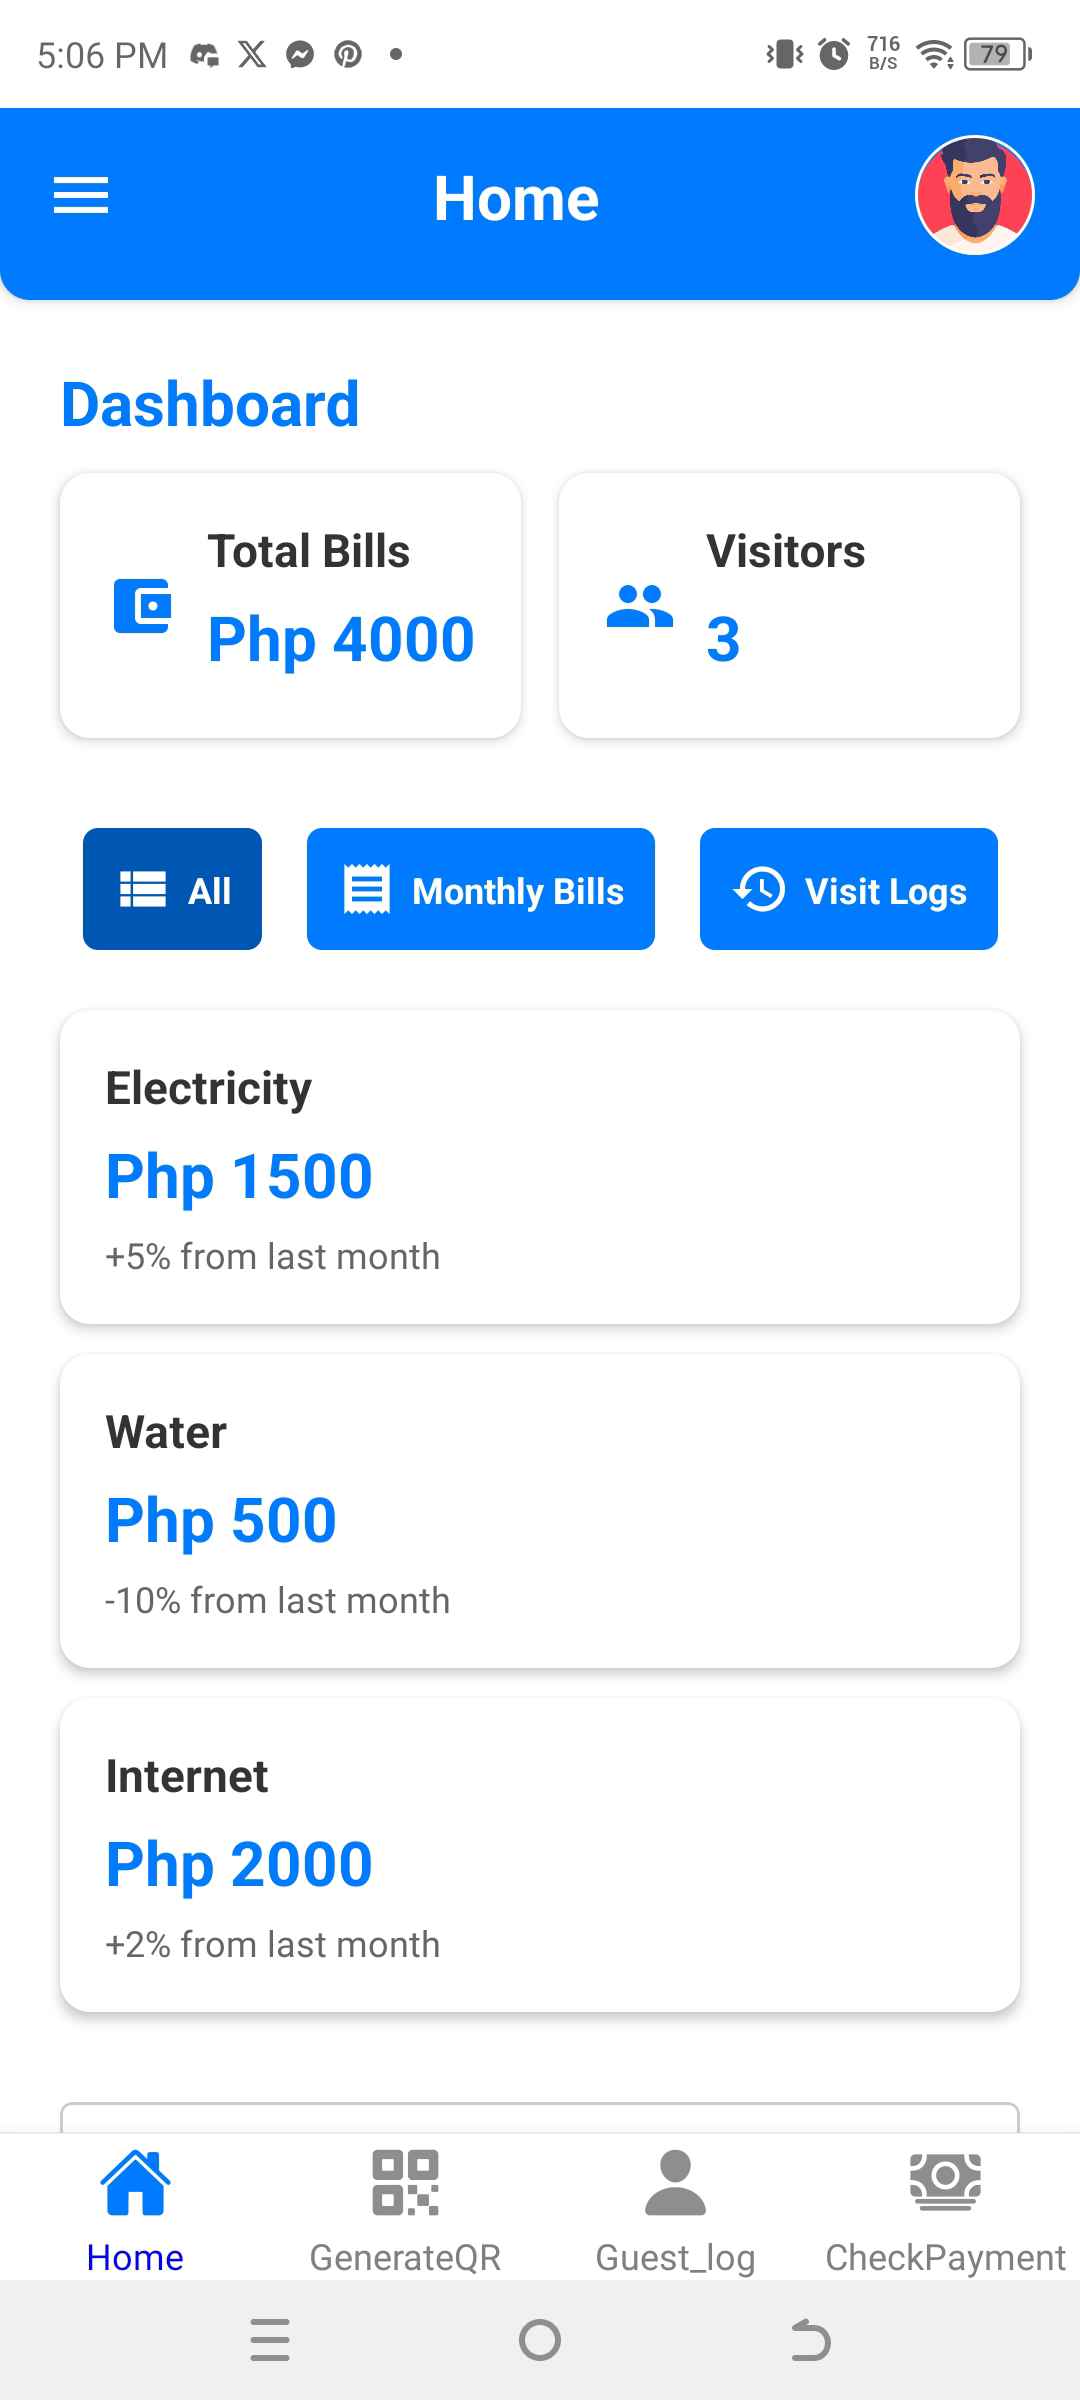 5:06 PM
716
B/S
79
Home
Dashboard
Total Bills
Php 4000
Visitors
3
All
Monthly Bills
Visit Logs
Electricity
Php 1500
+5% from last month
Water
Php 500
-10% from last month
Internet
Php 2000
+2% from last month
Home
GenerateQR
Guest_log
CheckPayment